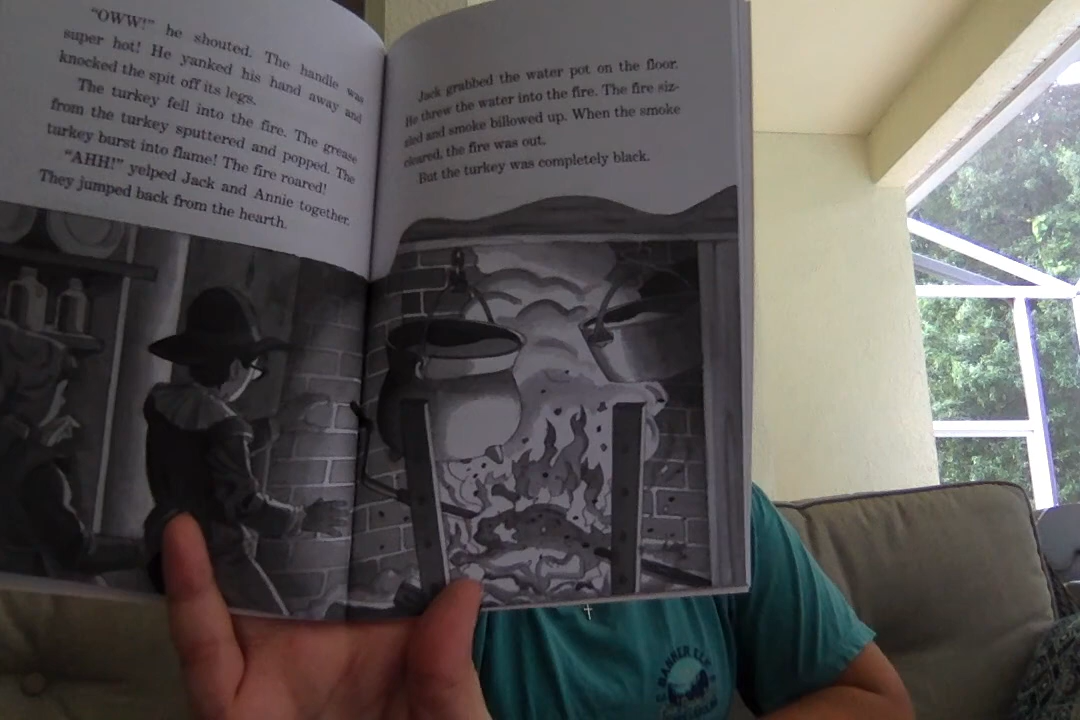 "OWW!" he shouted. The handle was
super hot! He yanked his hand away and
knocked the spit off its legs.
The turkey fell into the fire. The grease
from the turkey sputtered and popped. The
turkey burst into flame! The fire roared!
"AHH!" yelped Jack and Annie together.
They jumped back from the hearth.
Jack grabbed the water pot on the floor.
He threw the water into the fire. The fire siz-
zled and smoke billowed up. When the smoke
cleared, the fire was out.
But the turkey was completely black.
BANNER ELK